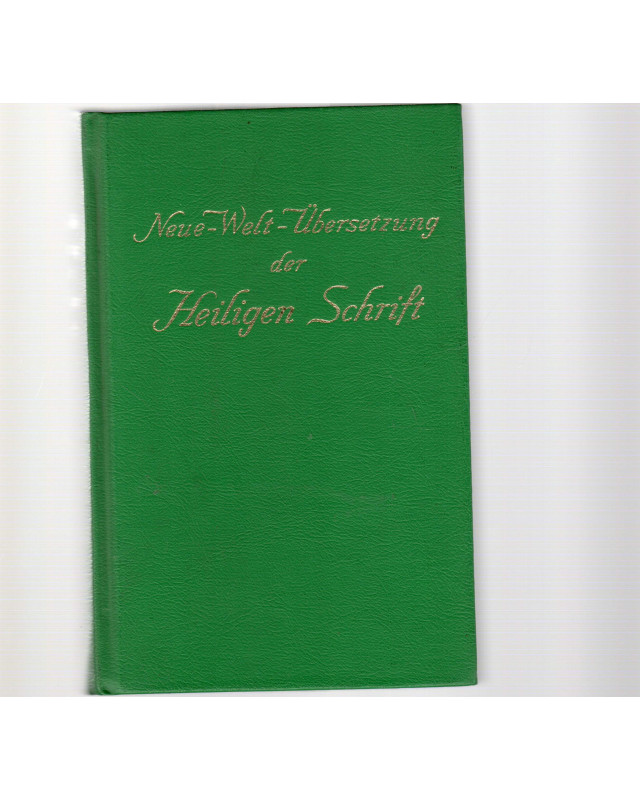 Neue-Welt-Übersetzung
der
Heiligen Schrift